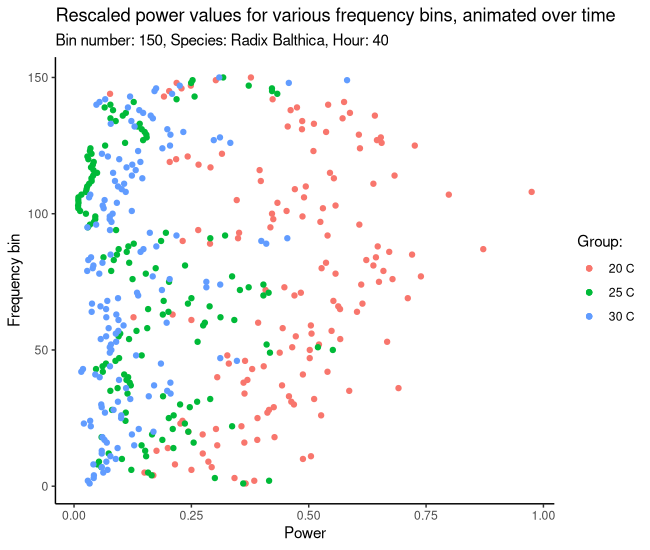 Rescaled power values for various frequency bins, animated over time
Bin number: 150, Species: Radix Balthica, Hour: 40
150
100
50
0
Frequency bin
0.00 0.25 0.50 0.75 1.00
Power
Group:
20 C
25 C
30 C